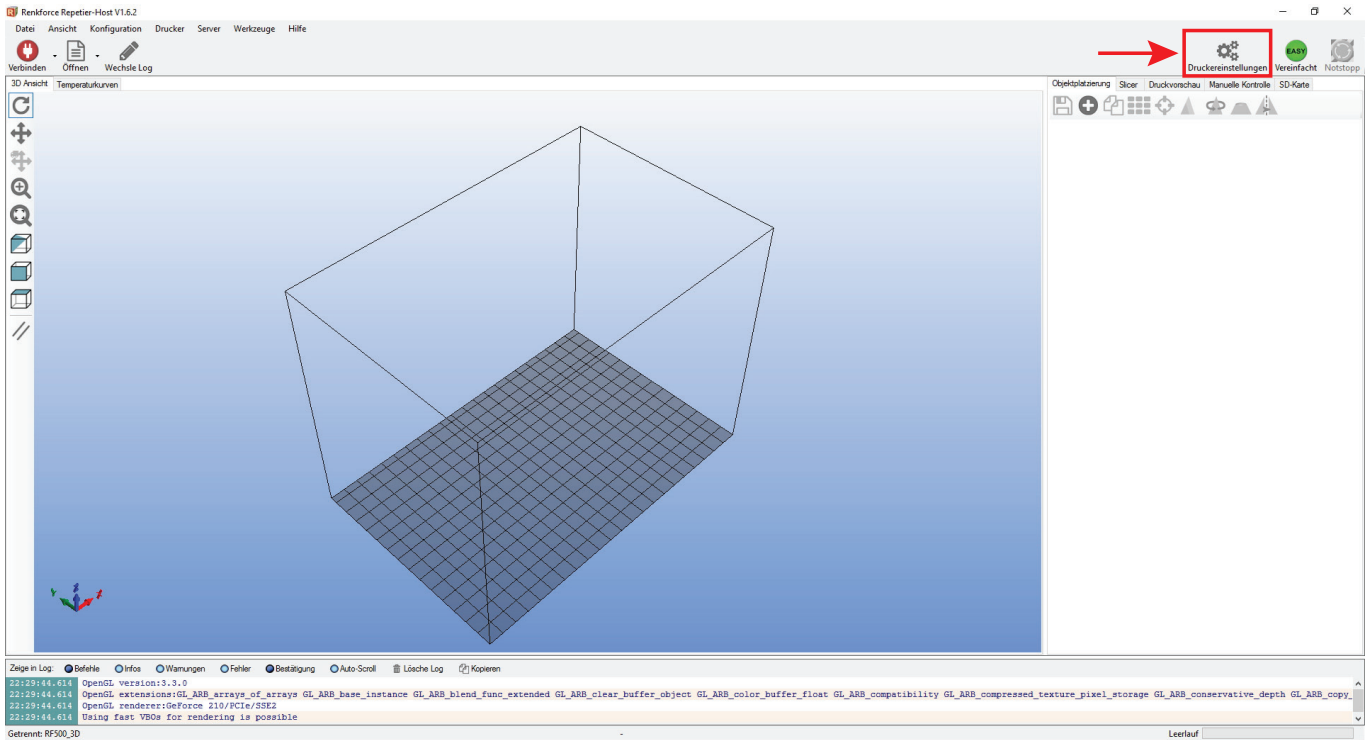 Renkforce Repetier-Host V1.6.2
Datei Ansicht Konfiguration Drucker Server Werkzeuge Hilfe
Verbinden Öffnen Wechsle Log Druckereinstellungen EASY Vereinfacht Notstopp
3D Ansicht Temperaturkurven
Objektplatzierung Slicer Druckvorschau Manuelle Kontrolle SD-Karte
Y Z X
Zeige in Log: Befehle Infos Warnungen Fehler Bestätigung Auto-Scroll Lösche Log Kopieren
22:29:44.614 OpenGL version:3.3.0
22:29:44.614 OpenGL extensions:GL_ARB_arrays_of_arrays GL_ARB_base_instance GL_ARB_blend_func_extended GL_ARB_clear_buffer_object GL_ARB_color_buffer_float GL_ARB_compatibility GL_ARB_compressed_texture_pixel_storage GL_ARB_conservative_depth GL_ARB_copy_
22:29:44.614 OpenGL renderer:GeForce 210/PCIe/SSE2
22:29:44.614 Using fast VBOs for rendering is possible
Getrennt: RF500_3D - Leerlauf